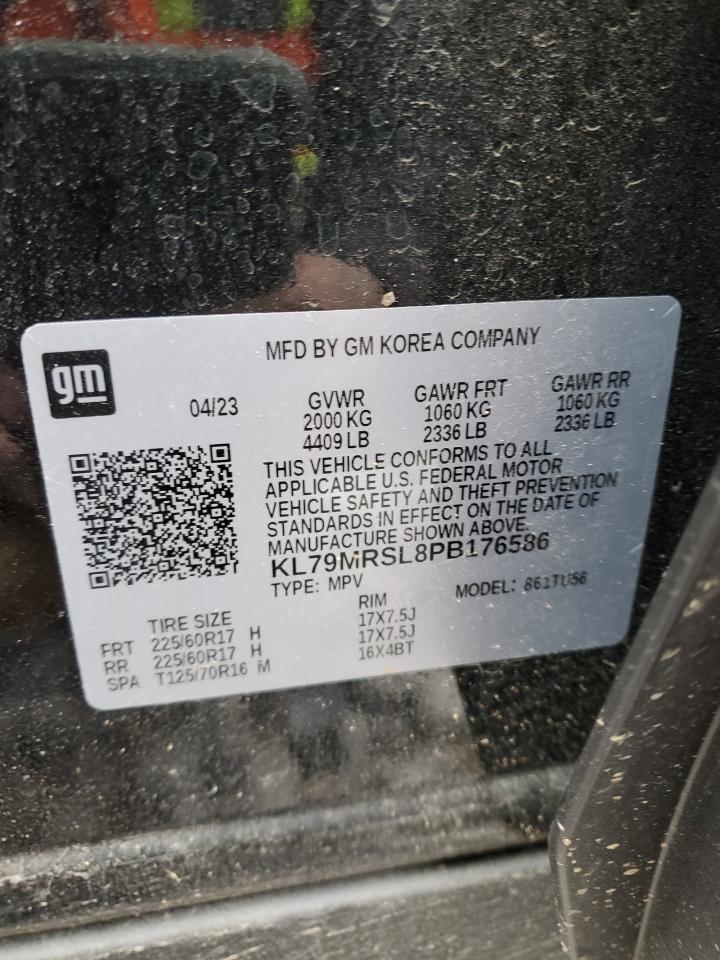 MFD BY GM KOREA COMPANY
gm
04/23
GVWR GAWR FRT GAWR RR
2000 KG 1060 KG 1060 KG
4409 LB 2336 LB 2336 LB
THIS VEHICLE CONFORMS TO ALL
APPLICABLE U.S. FEDERAL MOTOR
VEHICLE SAFETY AND THEFT PREVENTION
STANDARDS IN EFFECT ON THE DATE OF
MANUFACTURE SHOWN ABOVE.
KL79MRSL8PB176586
TYPE: MPV MODEL: 861TU56
TIRE SIZE RIM
FRT 225/60R17 H 17X7.5J
RR 225/60R17 H 17X7.5J
SPA T125/70R16 M 16X4BT